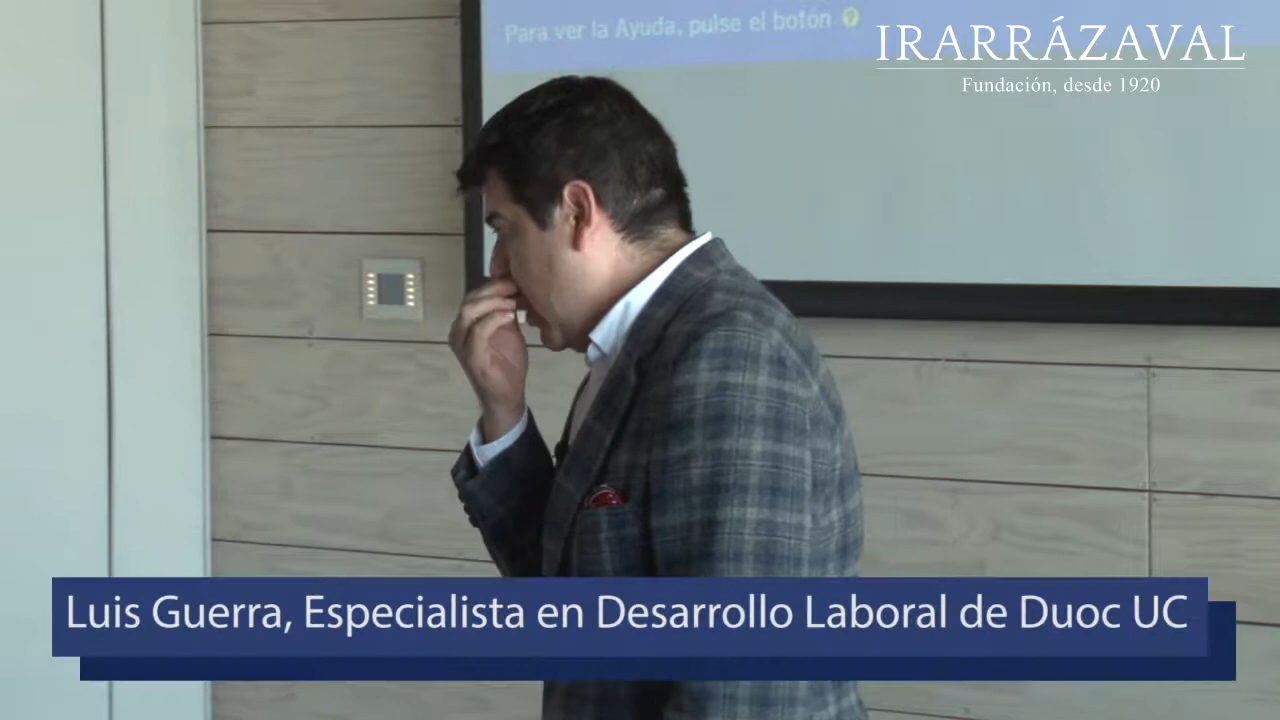 Para ver la Ayuda, pulse el botón
IRARRÁZAVAL
Fundación, desde 1920
Luis Guerra, Especialista en Desarrollo Laboral de Duoc UC